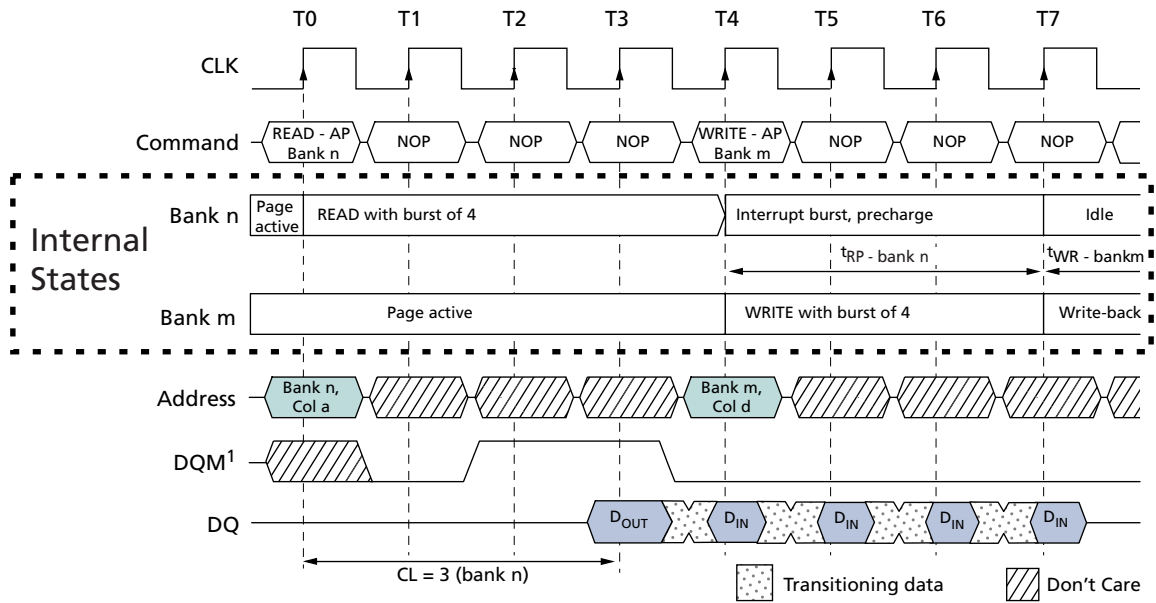 T0 T1 T2 T3 T4 T5 T6 T7
CLK
Command
READ - AP
Bank n
NOP
NOP
NOP
WRITE - AP
Bank m
NOP
NOP
NOP
Internal
States
Bank n
Page
active
READ with burst of 4
Interrupt burst, precharge
Idle
tRP - bank n
tWR - bankm
Bank m
Page active
WRITE with burst of 4
Write-back
Address
Bank n,
Col a
Bank m,
Col d
DQM1
DQ
DOUT
DIN
DIN
DIN
DIN
CL = 3 (bank n)
Transitioning data
Don't Care